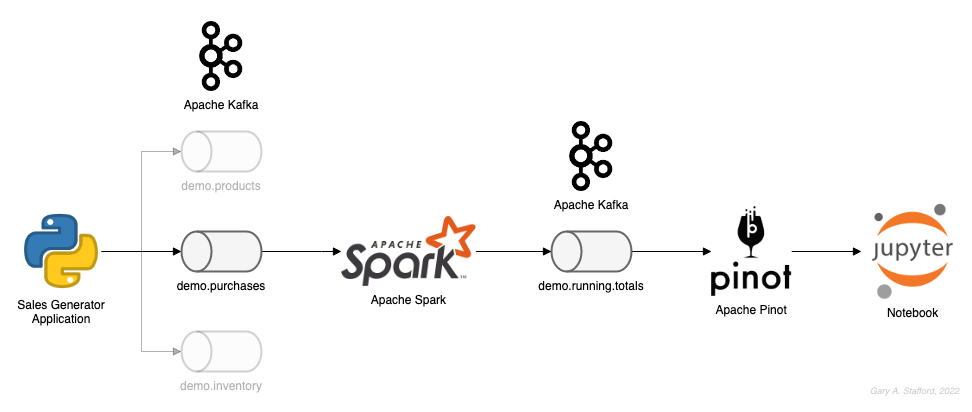 Apache Kafka
demo.products
Apache Kafka
Sales Generator
Application
demo.purchases
APACHE
Spark
TM
Apache Spark
demo.running.totals
pinot
Apache Pinot
jupyter
Notebook
demo.inventory
Gary A. Stafford, 2022